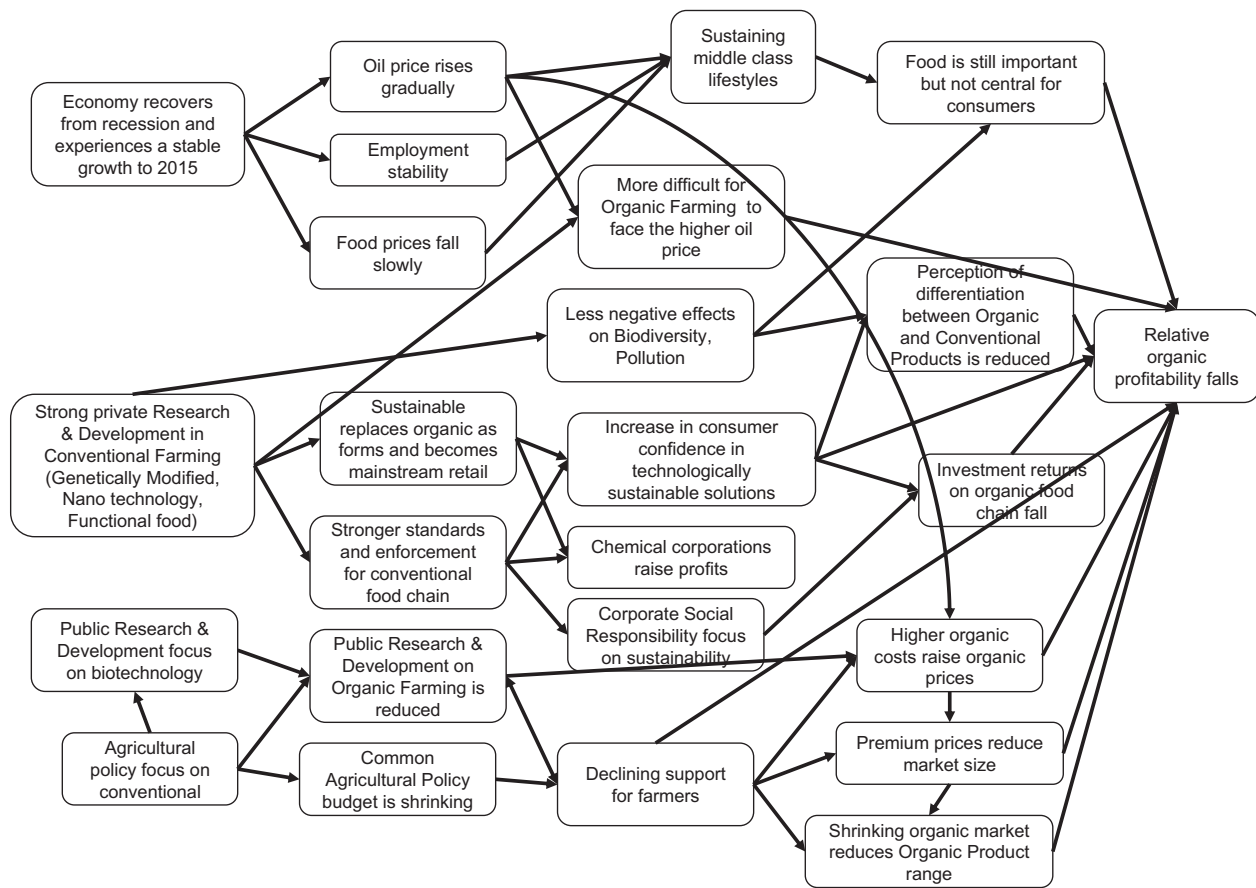 Economy recovers
from recession and
experiences a stable
growth to 2015
Oil price rises
gradually
Employment
stability
Food prices fall
slowly
Sustaining
middle class
lifestyles
Food is still important
but not central for
consumers
More difficult for
Organic Farming to
face the higher oil
price
Less negative effects
on Biodiversity,
Pollution
Perception of
differentiation
between Organic
and Conventional
Products is reduced
Relative
organic
profitability falls
Strong private Research
& Development in
Conventional Farming
(Genetically Modified,
Nano technology,
Functional food)
Sustainable
replaces organic as
forms and becomes
mainstream retail
Stronger standards
and enforcement
for conventional
food chain
Increase in consumer
confidence in
technologically
sustainable solutions
Chemical corporations
raise profits
Corporate Social
Responsibility focus
on sustainability
Investment returns
on organic food
chain fall
Public Research &
Development focus
on biotechnology
Agricultural
policy focus on
conventional
Public Research &
Development on
Organic Farming is
reduced
Common
Agricultural Policy
budget is shrinking
Declining support
for farmers
Higher organic
costs raise organic
prices
Premium prices reduce
market size
Shrinking organic market
reduces Organic Product
range